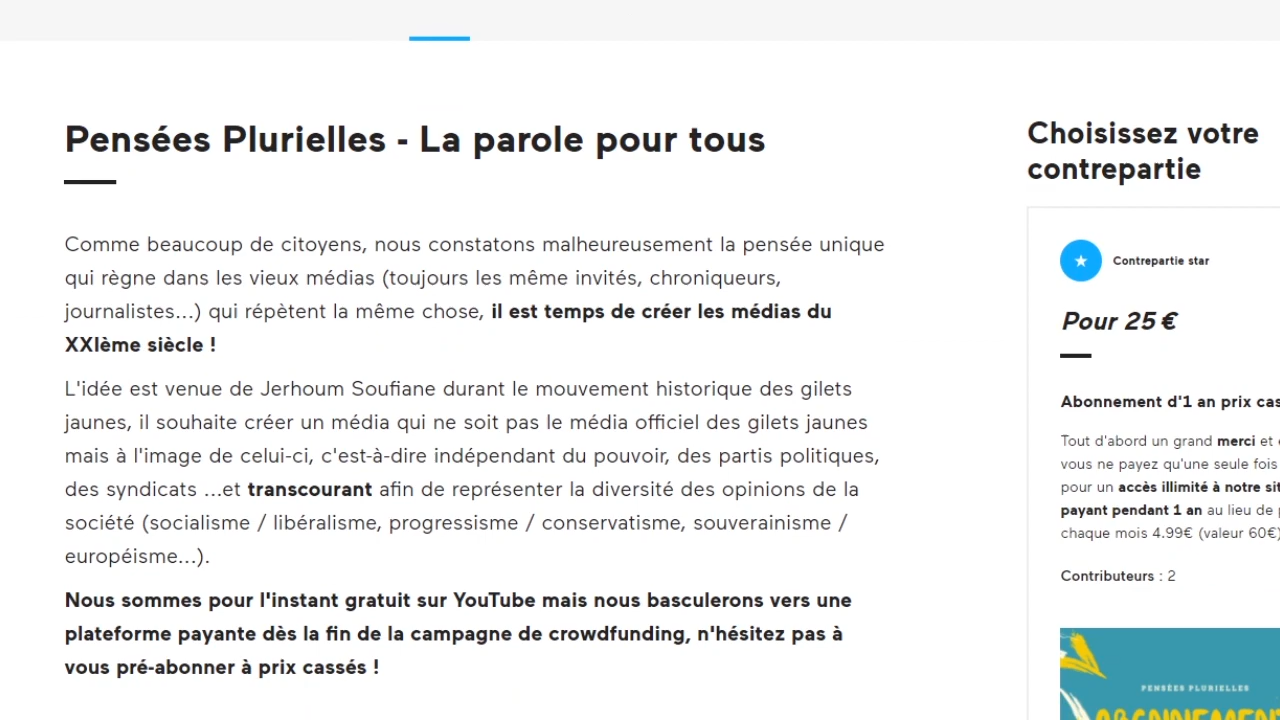 Pensées Plurielles - La parole pour tous
Comme beaucoup de citoyens, nous constatons malheureusement la pensée unique
qui règne dans les vieux médias (toujours les même invités, chroniqueurs,
journalistes...) qui répètent la même chose, il est temps de créer les médias du
XXIème siècle !
L'idée est venue de Jerhoum Soufiane durant le mouvement historique des gilets
jaunes, il souhaite créer un média qui ne soit pas le média officiel des gilets jaunes
mais à l'image de celui-ci, c'est-à-dire indépendant du pouvoir, des partis politiques,
des syndicats ...et transcourant afin de représenter la diversité des opinions de la
société (socialisme / libéralisme, progressisme / conservatisme, souverainisme /
européisme...).
Nous sommes pour l'instant gratuit sur YouTube mais nous basculerons vers une
plateforme payante dès la fin de la campagne de crowdfunding, n'hésitez pas à
vous pré-abonner à prix cassés !
Choisissez votre
contrepartie
Contrepartie star
Pour 25 €
Abonnement d'1 an prix cas
Tout d'abord un grand merci et
vous ne payez qu'une seule fois
pour un accès illimité à notre sit
payant pendant 1 an au lieu de
chaque mois 4.99€ (valeur 60€)
Contributeurs : 2
PENSÉES PLURIELLES
ABONNEMENT